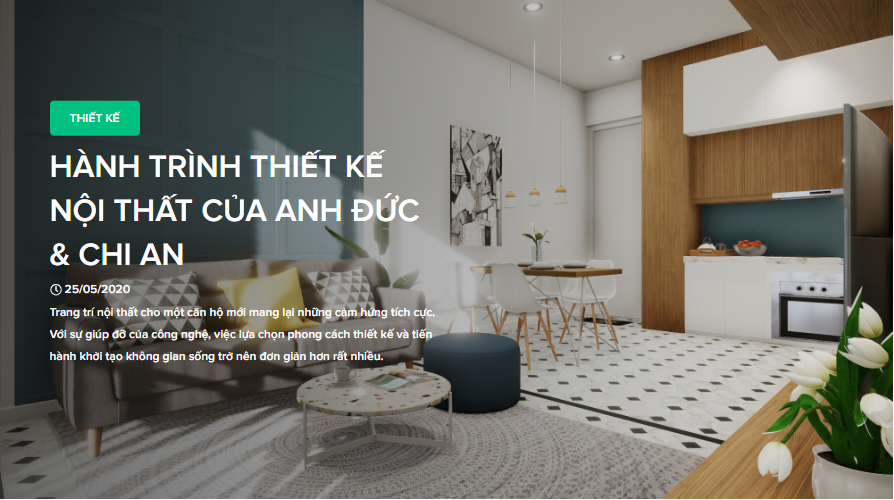 THIẾT KẾ
HÀNH TRÌNH THIẾT KẾ
NỘI THẤT CỦA ANH ĐỨC
& CHI AN
25/05/2020
Trang trí nội thất cho một căn hộ mới mang lại những cảm hứng tích cực.
Với sự giúp đỡ của công nghệ, việc lựa chọn phong cách thiết kế và tiến
hành khởi tạo không gian sống trở nên đơn giản hơn rất nhiều.